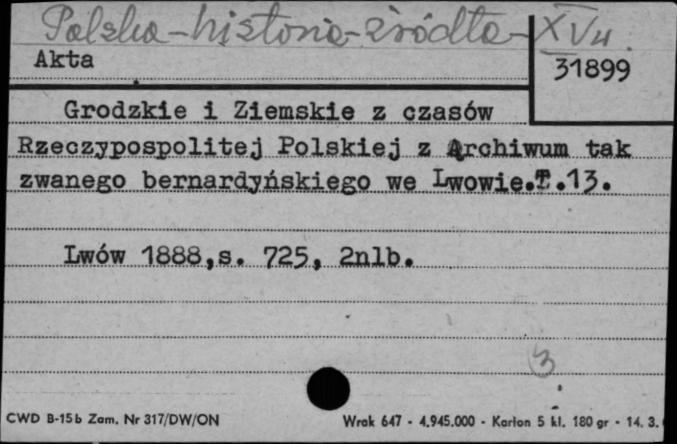 Polska-historia-źródła-XV w.
Akta
31899
Grodzkie i Ziemskie z czasów
Rzeczypospolitej Polskiej z Archiwum tak
zwanego bernardyńskiego we Lwowie.T.13.
Lwów 1888,s. 725, 2nlb.
3
CWD B-15b Zam. Nr 317/DW/ON
Wrak 647 - 4.945.000 - Karton 5 kl. 180 gr - 14. 3.